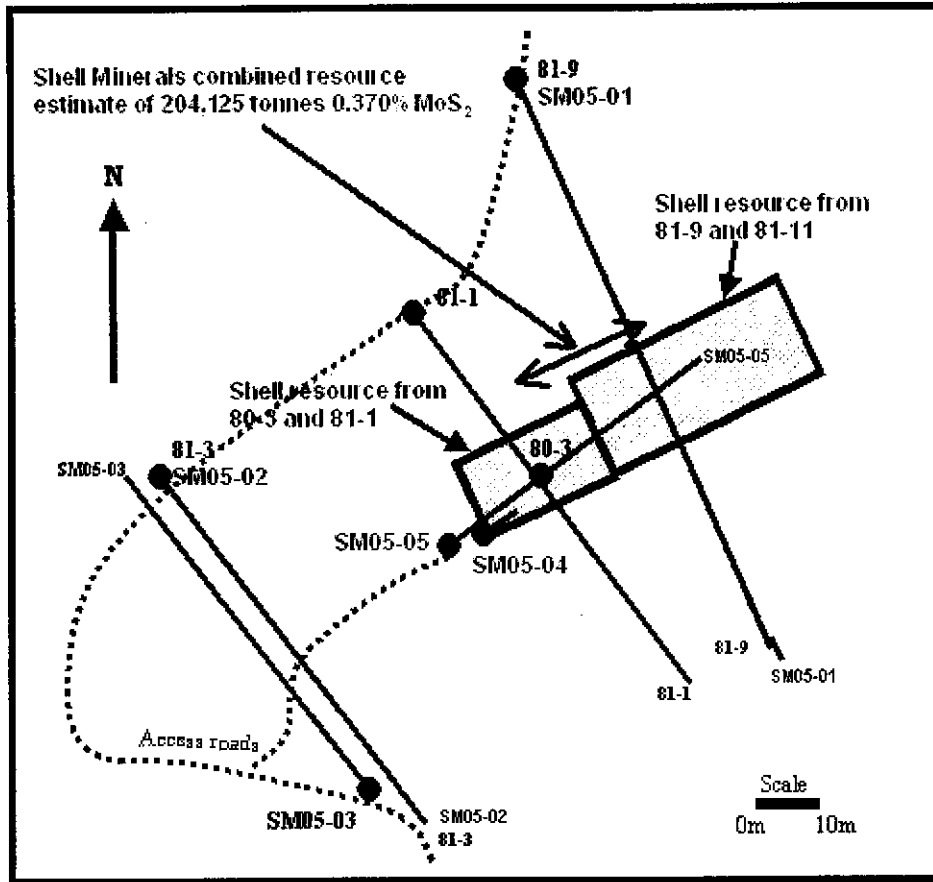 Shell Minerals combined resource
estimate of 204.125 tonnes 0.370% MoS₂
81-9
SM05-01
N
Shell resource from
81-9 and 81-11
81-1
SM05-05
Shell resource from
80-3 and 81-1
80-3
81-3
SM05-03
SM05-02
SM05-05
SM05-04
81-9
SM05-01
81-1
Access roads
Scale
0m 10m
SM05-03
SM05-02
81-3